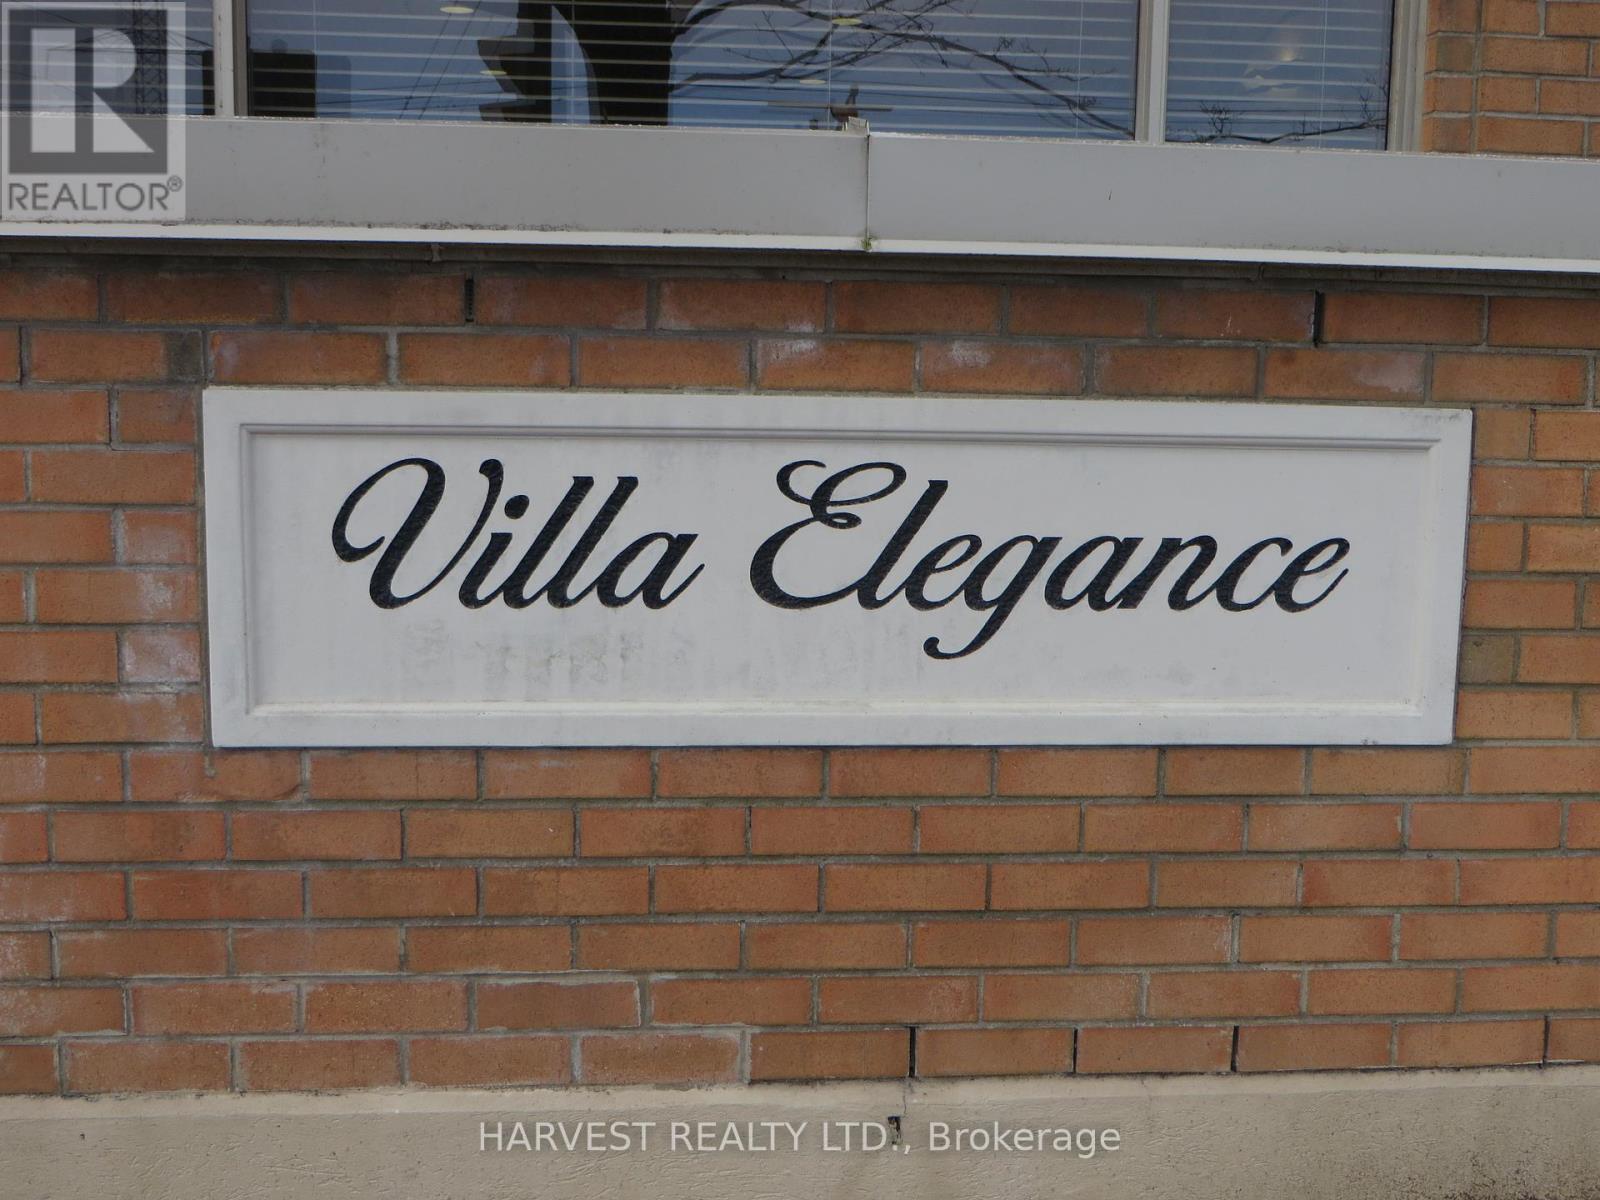 R
REALTOR®
Villa Elegance
HARVEST REALTY LTD., Brokerage